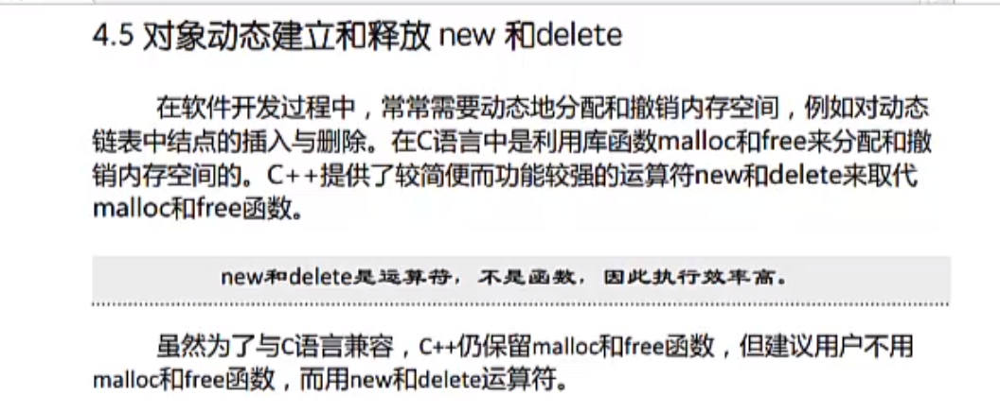 4.5 对象动态建立和释放 new 和delete
在软件开发过程中，常常需要动态地分配和撤销内存空间，例如对动态
链表中结点的插入与删除。在C语言中是利用库函数malloc和free来分配和撤
销内存空间的。C++提供了较简便而功能较强的运算符new和delete来取代
malloc和free函数。
new和delete是运算符，不是函数，因此执行效率高。
虽然为了与C语言兼容，C++仍保留malloc和free函数，但建议用户不用
malloc和free函数，而用new和delete运算符。